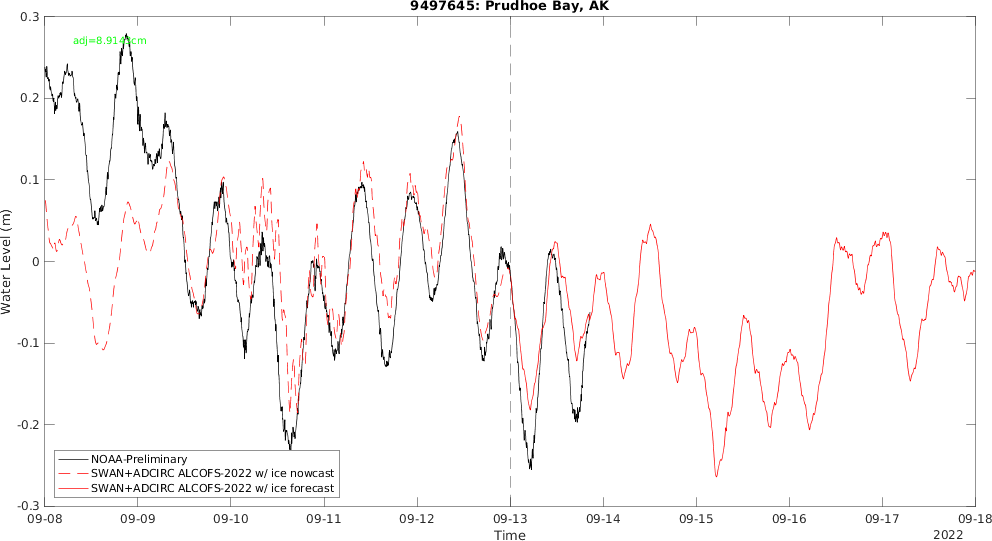 9497645: Prudhoe Bay, AK
0.3
0.2
0.1
0
-0.1
-0.2
-0.3
Water Level (m)
NOAA-Preliminary
SWAN+ADCIRC ALCOFS-2022 w/ ice nowcast
SWAN+ADCIRC ALCOFS-2022 w/ ice forecast
09-08 09-09 09-10 09-11 09-12 09-13 09-14 09-15 09-16 09-17 09-18
Time
2022